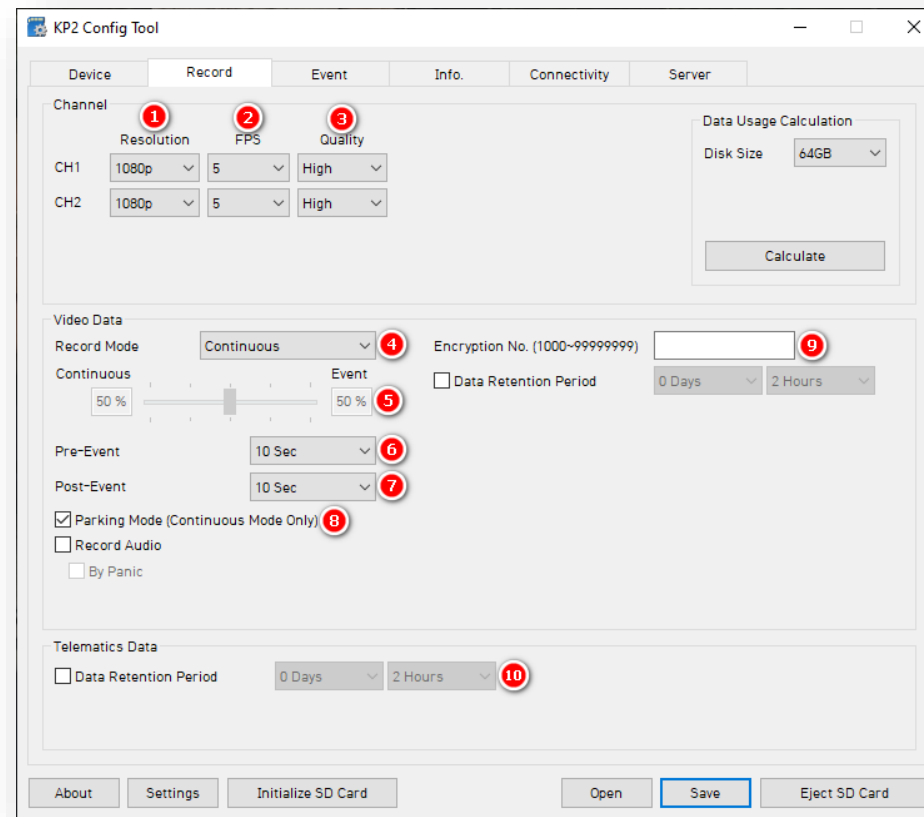 KP2 Config Tool
Device Record Event Info. Connectivity Server
Channel
1 2 3
Resolution FPS Quality
CH1 1080p 5 High
CH2 1080p 5 High
Data Usage Calculation
Disk Size 64GB
Calculate
Video Data
Record Mode Continuous 4
Continuous Event
50 % 50 % 5
Pre-Event 10 Sec 6
Post-Event 10 Sec 7
Parking Mode (Continuous Mode Only) 8
Record Audio
By Panic
Encryption No. (1000~99999999) 9
Data Retention Period 0 Days 2 Hours
Telematics Data
Data Retention Period 0 Days 2 Hours 10
About Settings Initialize SD Card Open Save Eject SD Card